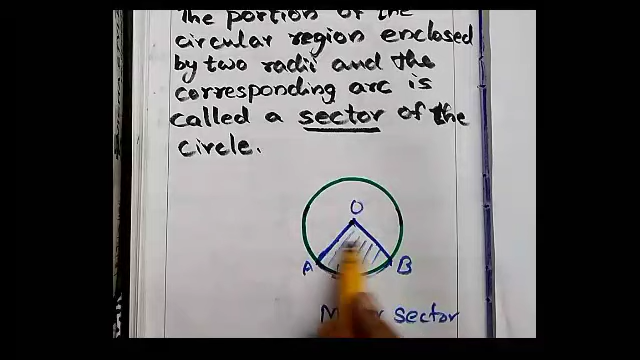 The portion of the
circular region enclosed
by two radii and the
corresponding arc is
called a sector of the
circle.
O
A
B
sector